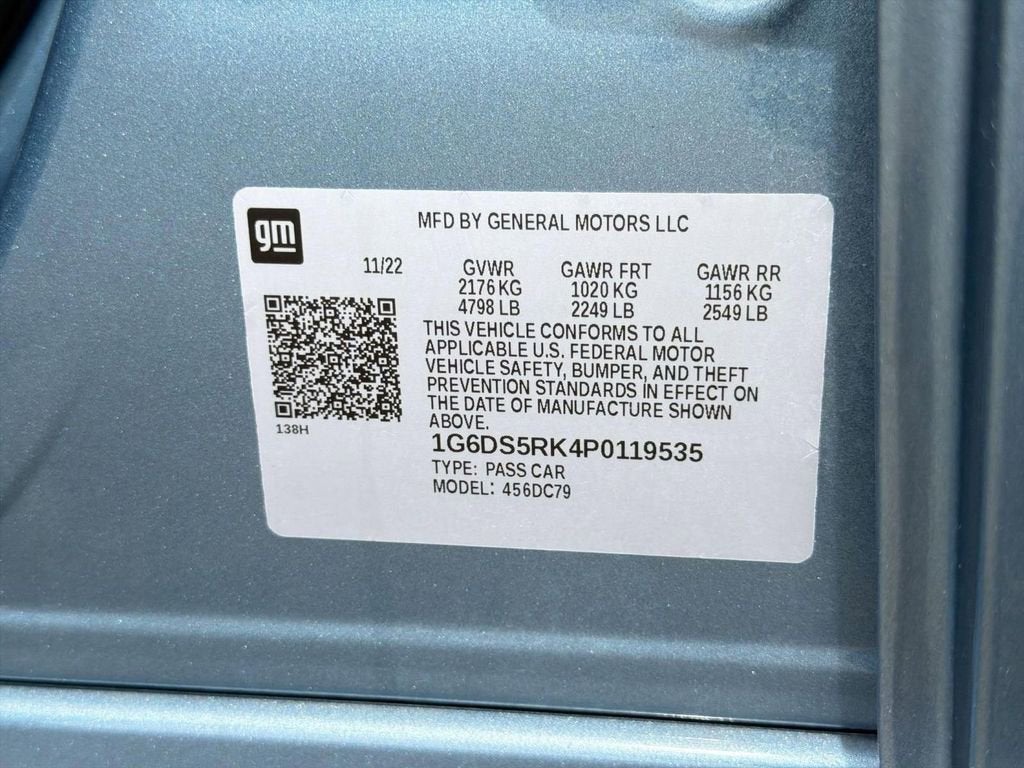 gm
MFD BY GENERAL MOTORS LLC
11/22 GVWR GAWR FRT GAWR RR
2176 KG 1020 KG 1156 KG
4798 LB 2249 LB 2549 LB
THIS VEHICLE CONFORMS TO ALL
APPLICABLE U.S. FEDERAL MOTOR
VEHICLE SAFETY, BUMPER, AND THEFT
PREVENTION STANDARDS IN EFFECT ON
THE DATE OF MANUFACTURE SHOWN
ABOVE.
138H
1G6DS5RK4P0119535
TYPE: PASS CAR
MODEL: 456DC79